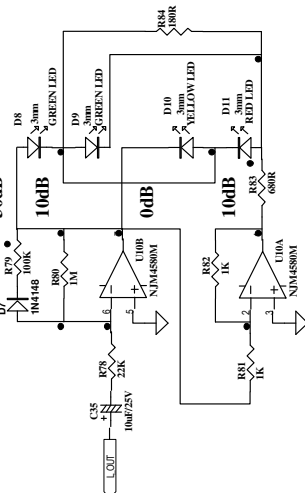 R84
180R
D8
3mm
GREEN LED
D9
3mm
GREEN LED
D10
3mm
YELLOW LED
D11
3mm
RED LED
10dB
0dB
10dB
R83
680R
R79
100K
D7
1N4148
R80
1M
U10B
NJM4580M
6
5
R82
1K
U10A
NJM4580M
2
3
R78
22K
R81
1K
C35
+
10uF/25V
L_OUT